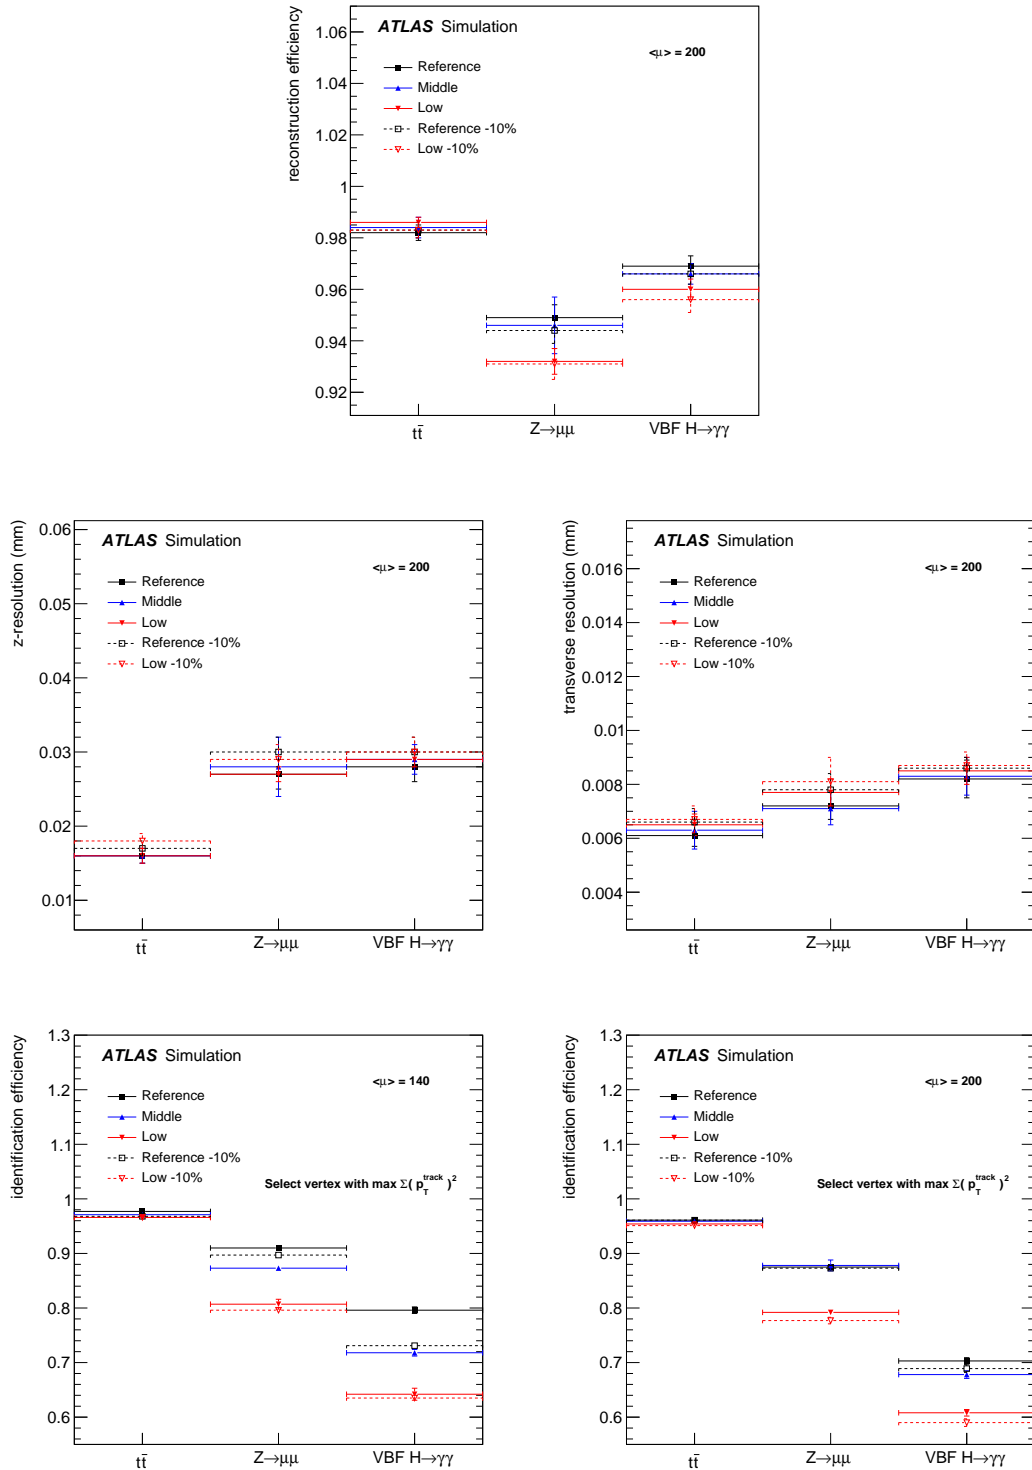 ATLAS Simulation
<μ> = 200
reconstruction efficiency
Reference
Middle
Low
Reference -10%
Low -10%
1.06
1.04
1.02
1
0.98
0.96
0.94
0.92
tt̄
Z→μμ
VBF H→γγ
ATLAS Simulation
<μ> = 200
z-resolution (mm)
Reference
Middle
Low
Reference -10%
Low -10%
0.06
0.05
0.04
0.03
0.02
0.01
tt̄
Z→μμ
VBF H→γγ
ATLAS Simulation
<μ> = 200
transverse resolution (mm)
Reference
Middle
Low
Reference -10%
Low -10%
0.016
0.014
0.012
0.01
0.008
0.006
0.004
tt̄
Z→μμ
VBF H→γγ
ATLAS Simulation
<μ> = 140
identification efficiency
Reference
Middle
Low
Reference -10%
Low -10%
Select vertex with max Σ( p_T^track )²
1.3
1.2
1.1
1
0.9
0.8
0.7
0.6
tt̄
Z→μμ
VBF H→γγ
ATLAS Simulation
<μ> = 200
identification efficiency
Reference
Middle
Low
Reference -10%
Low -10%
Select vertex with max Σ( p_T^track )²
1.3
1.2
1.1
1
0.9
0.8
0.7
0.6
tt̄
Z→μμ
VBF H→γγ